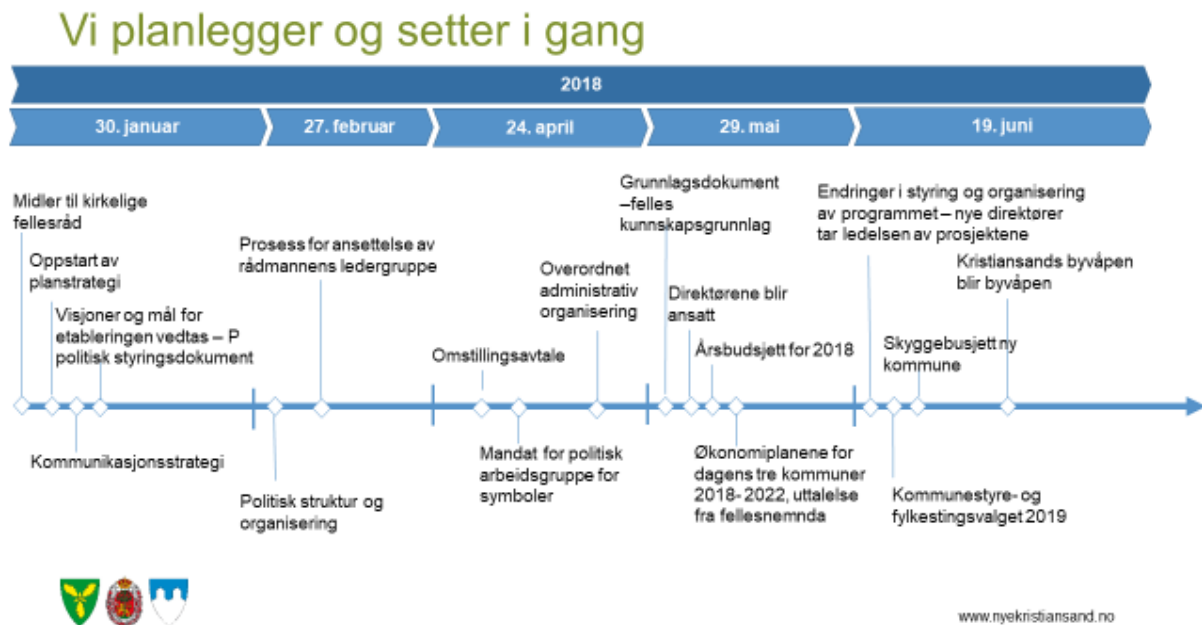 Vi planlegger og setter i gang
2018
30. januar
27. februar
24. april
29. mai
19. juni
Midler til kirkelige
fellesråd
Oppstart av
planstrategi
Visjoner og mål for
etableringen vedtas – P
politisk styringsdokument
Kommunikasjonsstrategi
Prosess for ansettelse av
rådmannens ledergruppe
Politisk struktur og
organisering
Omstillingsavtale
Overordnet
administrativ
organisering
Mandat for politisk
arbeidsgruppe for
symboler
Grunnlagsdokument
–felles
kunnskapsgrunnlag
Direktørene blir
ansatt
Årsbudsjett for 2018
Økonomiplanene for
dagens tre kommuner
2018- 2022, uttalelse
fra fellesnemnda
Endringer i styring og organisering
av programmet – nye direktører
tar ledelsen av prosjektene
Kristiansands byvåpen
blir byvåpen
Skyggebusjett ny
kommune
Kommunestyre- og
fylkestingsvalget 2019
www.nyekristiansand.no